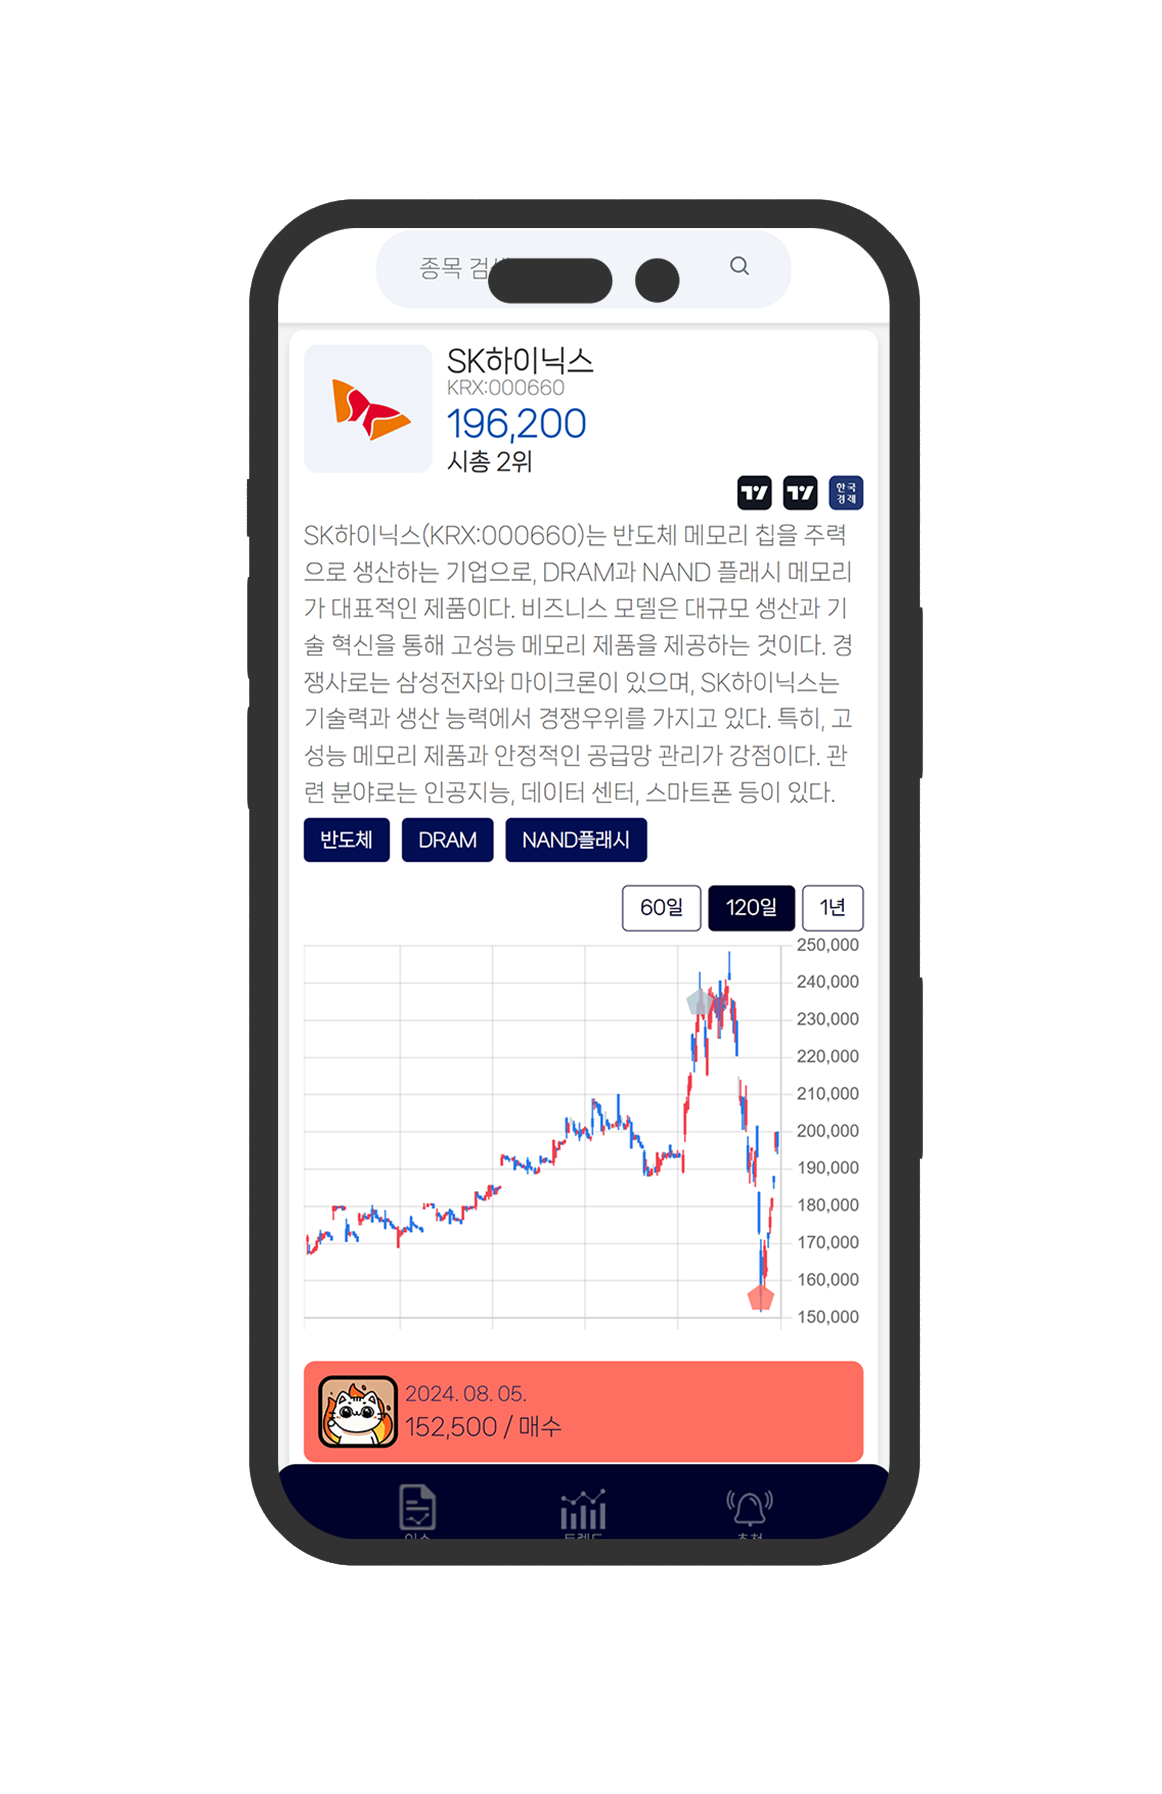 종목 검
SK하이닉스
KRX:000660
196,200
시총 2위
한국
경제
SK하이닉스(KRX:000660)는 반도체 메모리 칩을 주력
으로 생산하는 기업으로, DRAM과 NAND 플래시 메모리
가 대표적인 제품이다. 비즈니스 모델은 대규모 생산과 기
술 혁신을 통해 고성능 메모리 제품을 제공하는 것이다. 경
쟁사로는 삼성전자와 마이크론이 있으며, SK하이닉스는
기술력과 생산 능력에서 경쟁우위를 가지고 있다. 특히, 고
성능 메모리 제품과 안정적인 공급망 관리가 강점이다. 관
련 분야로는 인공지능, 데이터 센터, 스마트폰 등이 있다.
반도체 DRAM NAND플래시
60일 120일 1년
250,000
240,000
230,000
220,000
210,000
200,000
190,000
180,000
170,000
160,000
150,000
2024. 08. 05.
152,500 / 매수